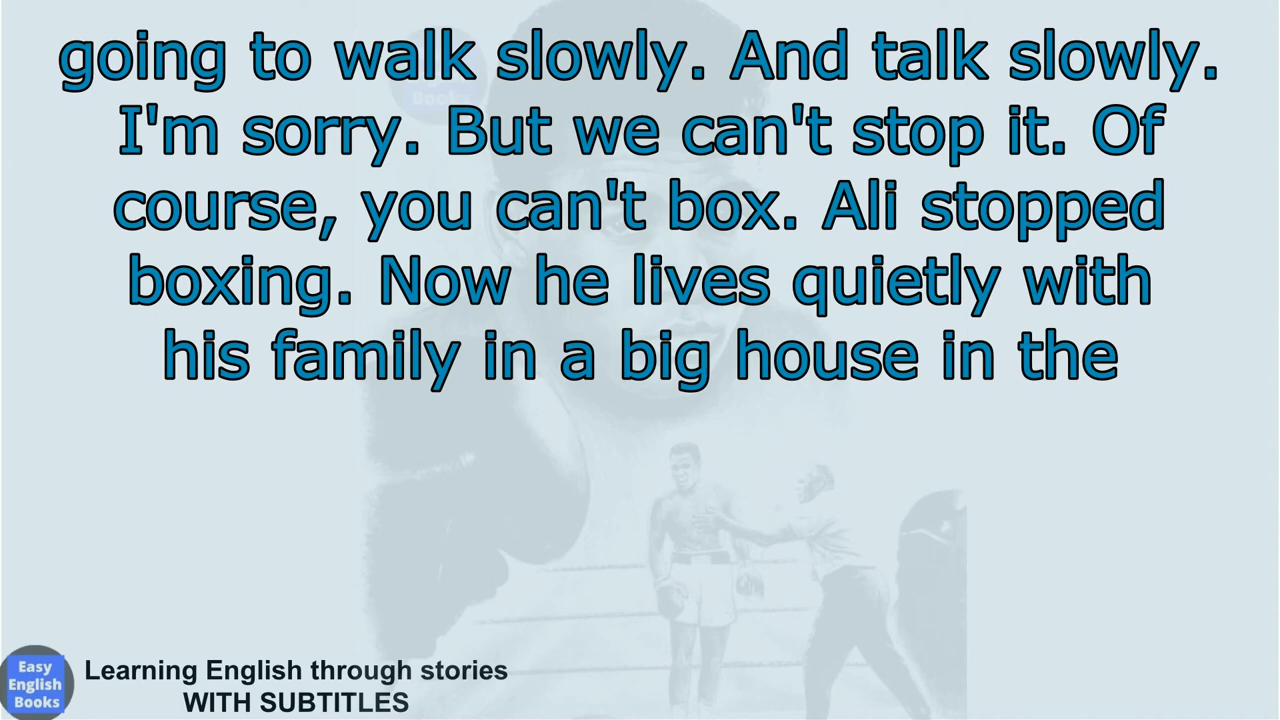 going to walk slowly. And talk slowly.
I'm sorry. But we can't stop it. Of
course, you can't box. Ali stopped
boxing. Now he lives quietly with
his family in a big house in the
Books
Easy
English
Books
Learning English through stories
WITH SUBTITLES